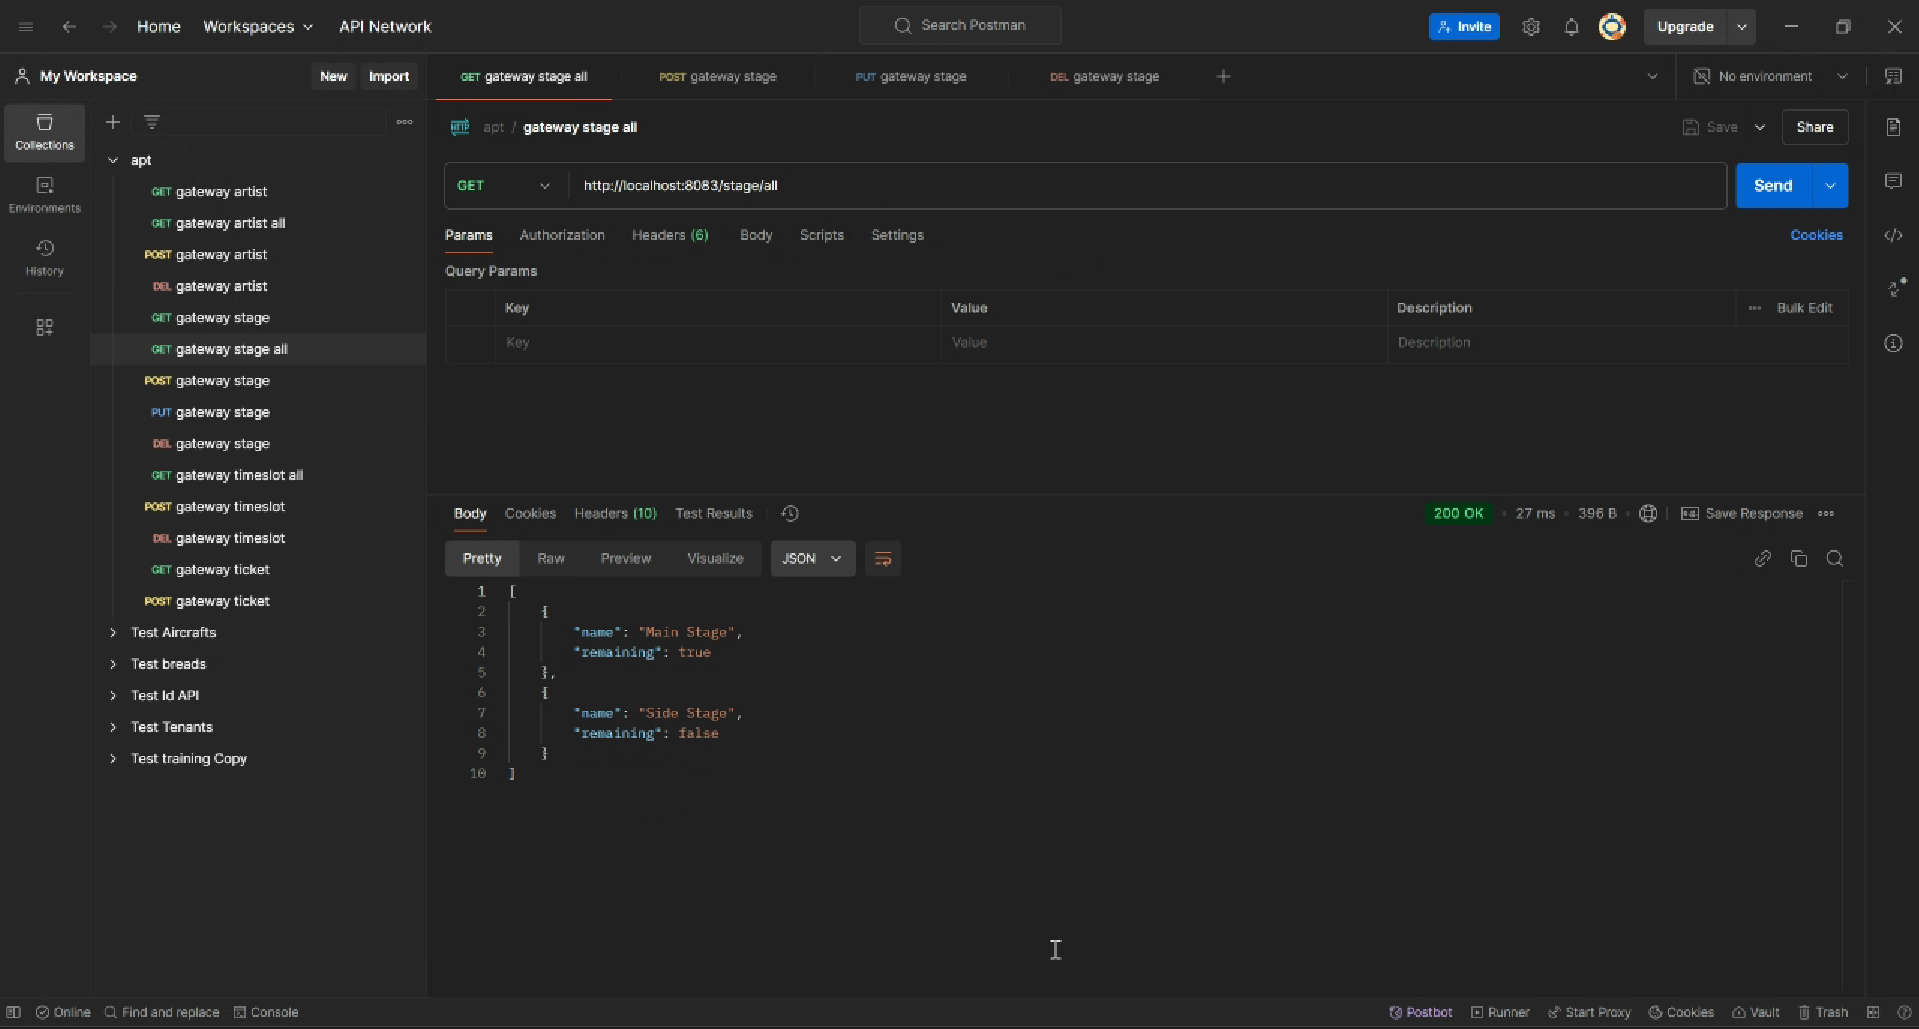 Home Workspaces API Network Search Postman Invite Upgrade
My Workspace New Import GET gateway stage all POST gateway stage PUT gateway stage DEL gateway stage No environment
Collections
Environments
History
apt
GET gateway artist
GET gateway artist all
POST gateway artist
DEL gateway artist
GET gateway stage
GET gateway stage all
POST gateway stage
PUT gateway stage
DEL gateway stage
GET gateway timeslot all
POST gateway timeslot
DEL gateway timeslot
GET gateway ticket
POST gateway ticket
Test Aircrafts
Test breads
Test Id API
Test Tenants
Test training Copy
HTTP apt / gateway stage all Save Share
GET http://localhost:8083/stage/all Send
Params Authorization Headers (6) Body Scripts Settings Cookies
Query Params
Key Value Description Bulk Edit
Key Value Description
Body Cookies Headers (10) Test Results 200 OK 27 ms 396 B Save Response
Pretty Raw Preview Visualize JSON
1 [
2 {
3 "name": "Main Stage",
4 "remaining": true
5 },
6 {
7 "name": "Side Stage",
8 "remaining": false
9 }
10 ]
Online Find and replace Console Postbot Runner Start Proxy Cookies Vault Trash